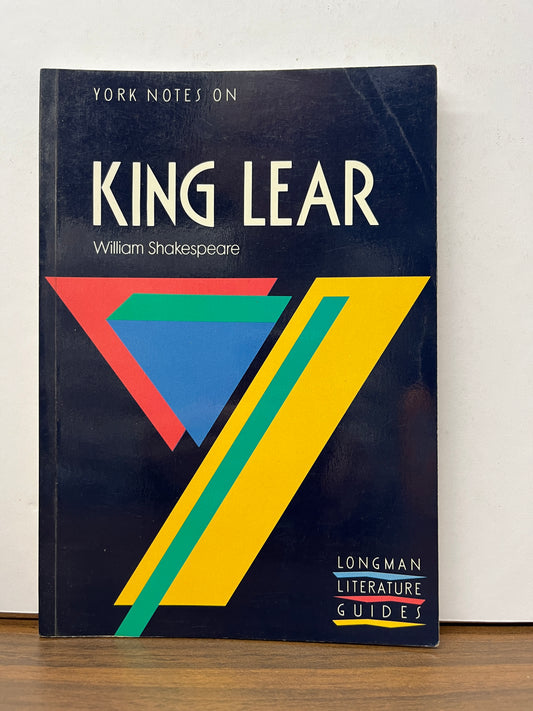 YORK NOTES ON
KING LEAR
William Shakespeare
LONGMAN
LITERATURE
GUIDES